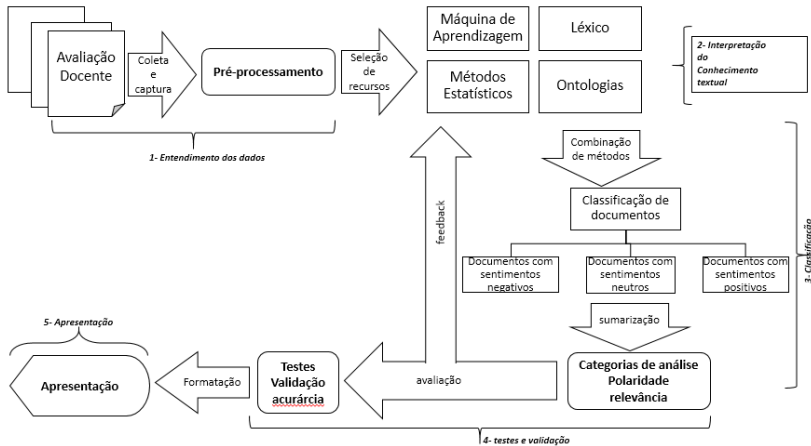 Avaliação
Docente
Coleta
e
captura
Pré-processamento
Seleção
de
recursos
Máquina de
Aprendizagem
Léxico
Métodos
Estatísticos
Ontologias
2- Interpretação
do
Conhecimento
textual
1- Entendimento dos dados
Combinação
de métodos
Classificação de
documentos
feedback
Documentos com
sentimentos
negativos
Documentos com
sentimentos
neutros
Documentos com
sentimentos
positivos
3- Classificação
sumarização
5- Apresentação
Apresentação
Formatação
Testes
Validação
acurárcia
avaliação
Categorias de análise
Polaridade
relevância
4- testes e validação